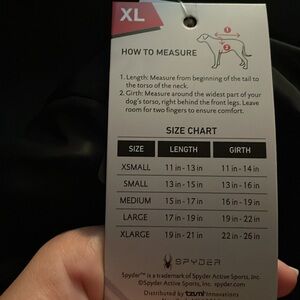 XL
HOW TO MEASURE
1
2
1. Length: Measure from beginning of the tail to
the torso of the neck.
2. Girth: Measure around the widest part of your
dog's torso, right behind the front legs. Leave
room for two fingers to ensure comfort.
SIZE CHART
SIZE LENGTH GIRTH
XSMALL 11 in - 13 in 11 in - 14 in
SMALL 13 in - 15 in 13 in - 16 in
MEDIUM 15 in - 17 in 16 in - 19 in
LARGE 17 in - 19 in 19 in - 22 in
XLARGE 19 in - 21 in 22 in - 26 in
SPYDER
Spyder™ is a trademark of Spyder Active Sports, Inc.
Spyder Active Sports, Inc.
Distributed by tzumi Innovations